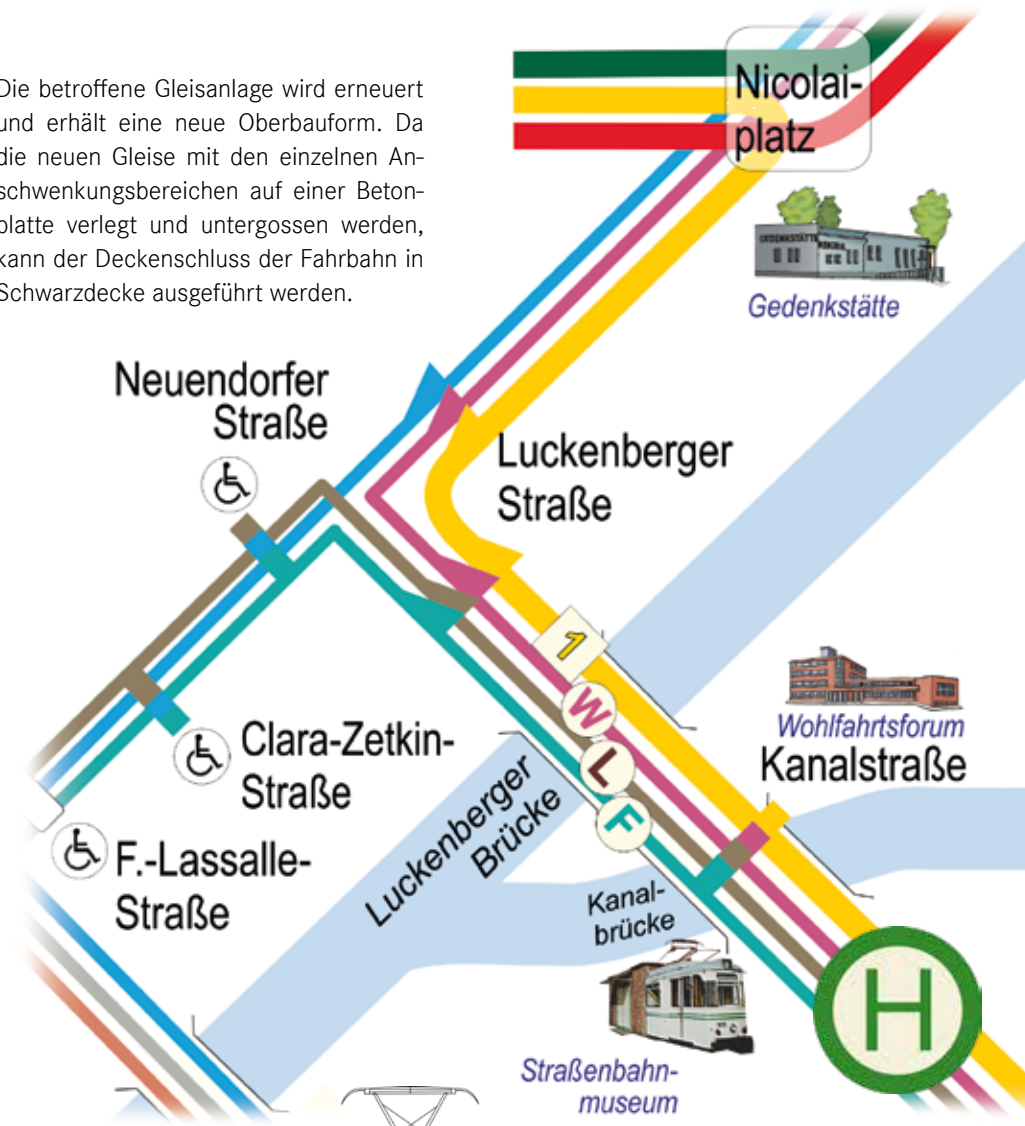 Die betroffene Gleisanlage wird erneuert
und erhält eine neue Oberbauform. Da
die neuen Gleise mit den einzelnen An-
schwenkungsbereichen auf einer Beton-
platte verlegt und untergossen werden,
kann der Deckenschluss der Fahrbahn in
Schwarzdecke ausgeführt werden.
Nicolai-
platz
GEDENKSTÄTTE
MEMORIAL
Gedenkstätte
Neuendorfer
Straße
Luckenberger
Straße
1
W
L
F
Wohlfahrtsforum
Kanalstraße
Clara-Zetkin-
Straße
Luckenberger
Brücke
F.-Lassalle-
Straße
Kanal-
brücke
H
Straßenbahn-
museum